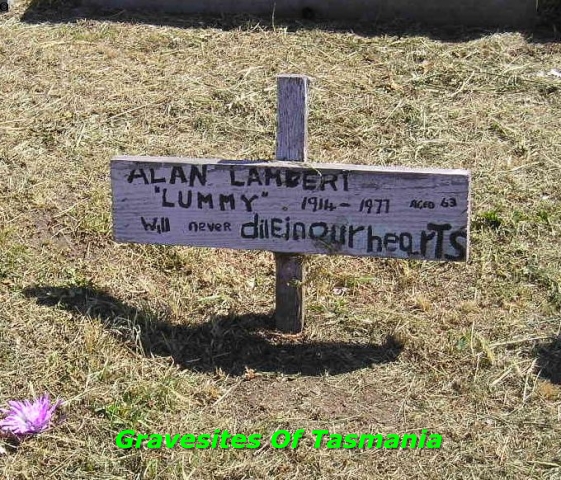 ALAN LAMBERT
"LUMMY" . 1914 - 1977 AGED 63
Will never dIEinOurhearTS
Gravesites Of Tasmania